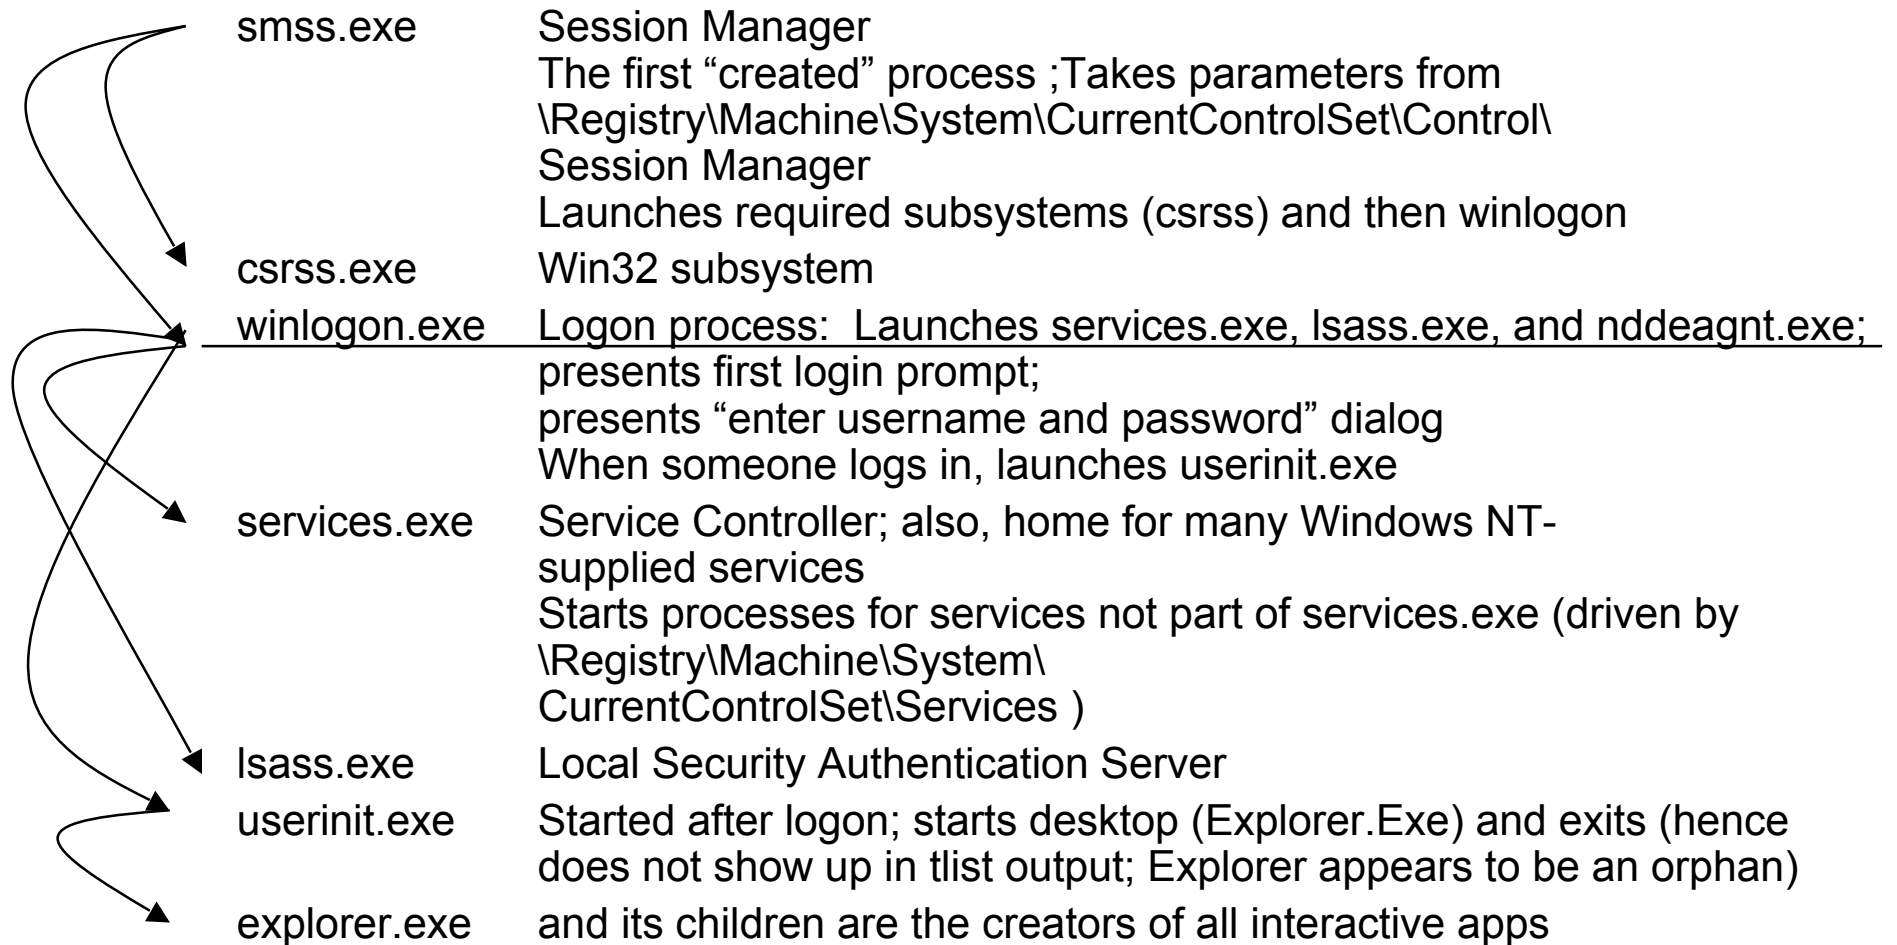 smss.exe Session Manager
The first “created” process ;Takes parameters from
\Registry\Machine\System\CurrentControlSet\Control\
Session Manager
Launches required subsystems (csrss) and then winlogon
csrss.exe Win32 subsystem
winlogon.exe Logon process: Launches services.exe, lsass.exe, and nddeagnt.exe;
presents first login prompt;
presents “enter username and password” dialog
When someone logs in, launches userinit.exe
services.exe Service Controller; also, home for many Windows NT-
supplied services
Starts processes for services not part of services.exe (driven by
\Registry\Machine\System\
CurrentControlSet\Services )
lsass.exe Local Security Authentication Server
userinit.exe Started after logon; starts desktop (Explorer.Exe) and exits (hence
does not show up in tlist output; Explorer appears to be an orphan)
explorer.exe and its children are the creators of all interactive apps